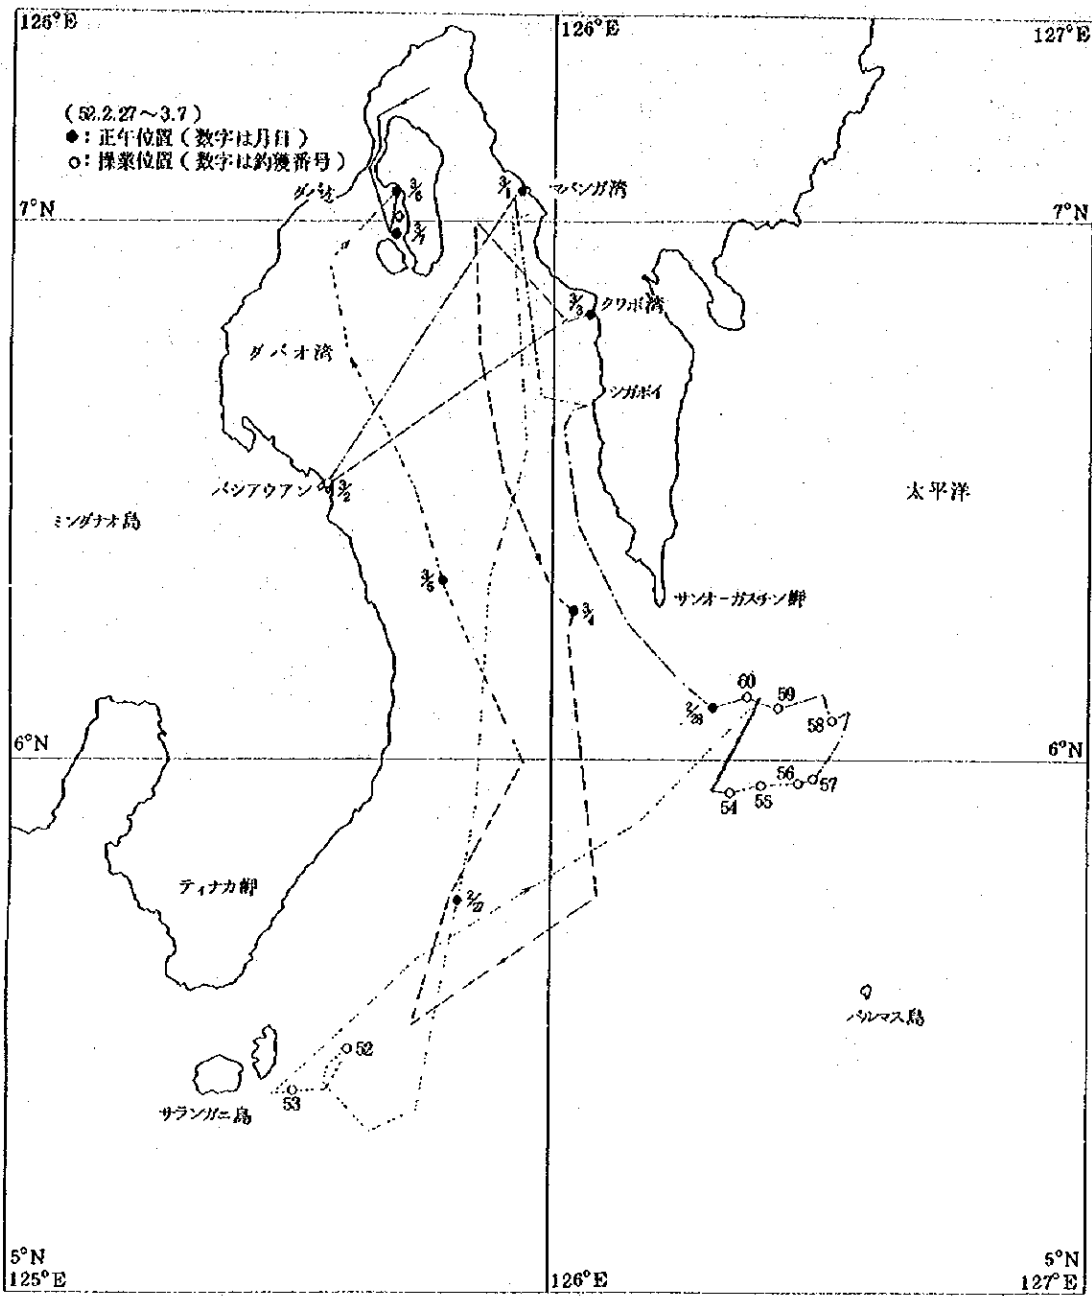 126°E
126°E
127°E
(52.2.27～3.7)
●: 正午位置 (数字は月日)
○: 操業位置 (数字は釣獲番号)
ダバオ
3/6
3/1
マバンガ湾
7°N
7°N
3/7
3/3
クワボ湾
ダバオ湾
シガボイ
バシアウアン
3/2
太平洋
ミンダナオ島
3/5
3/4
サンオーガスチン岬
60
59
2/28
58
6°N
6°N
56
57
54
55
ティナカ岬
2/27
パルマス島
52
53
サランガニ島
5°N
5°N
125°E
126°E
127°E